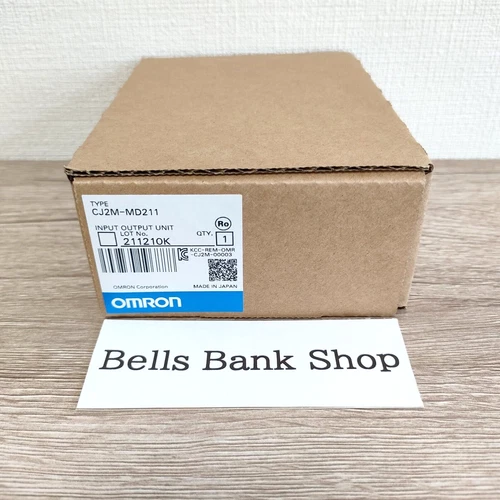 TYPE
CJ2M-MD211
INPUT OUTPUT UNIT
Ro
LOT No.
211210K
QTY.
1
KCC-REM-OMR
-CJ2M-00003
MADE IN JAPAN
OMRON Corporation
OMRON
Bells Bank Shop